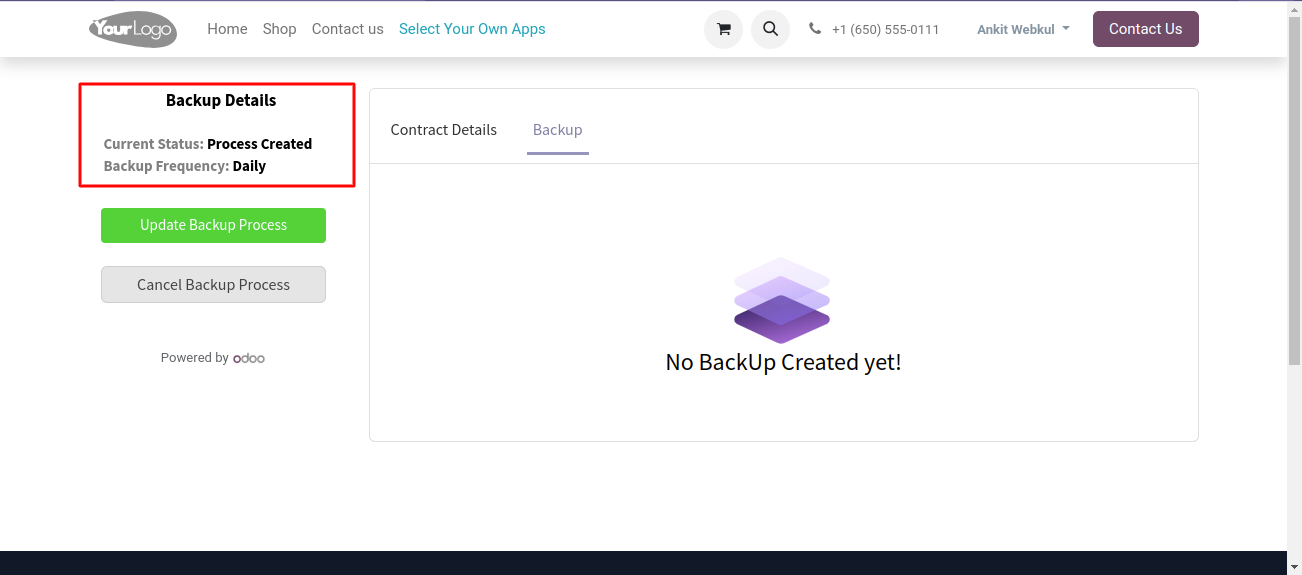 YourLogo
Home Shop Contact us Select Your Own Apps
+1 (650) 555-0111
Ankit Webkul
Contact Us
Backup Details
Current Status: Process Created
Backup Frequency: Daily
Update Backup Process
Cancel Backup Process
Powered by odoo
Contract Details Backup
No BackUp Created yet!